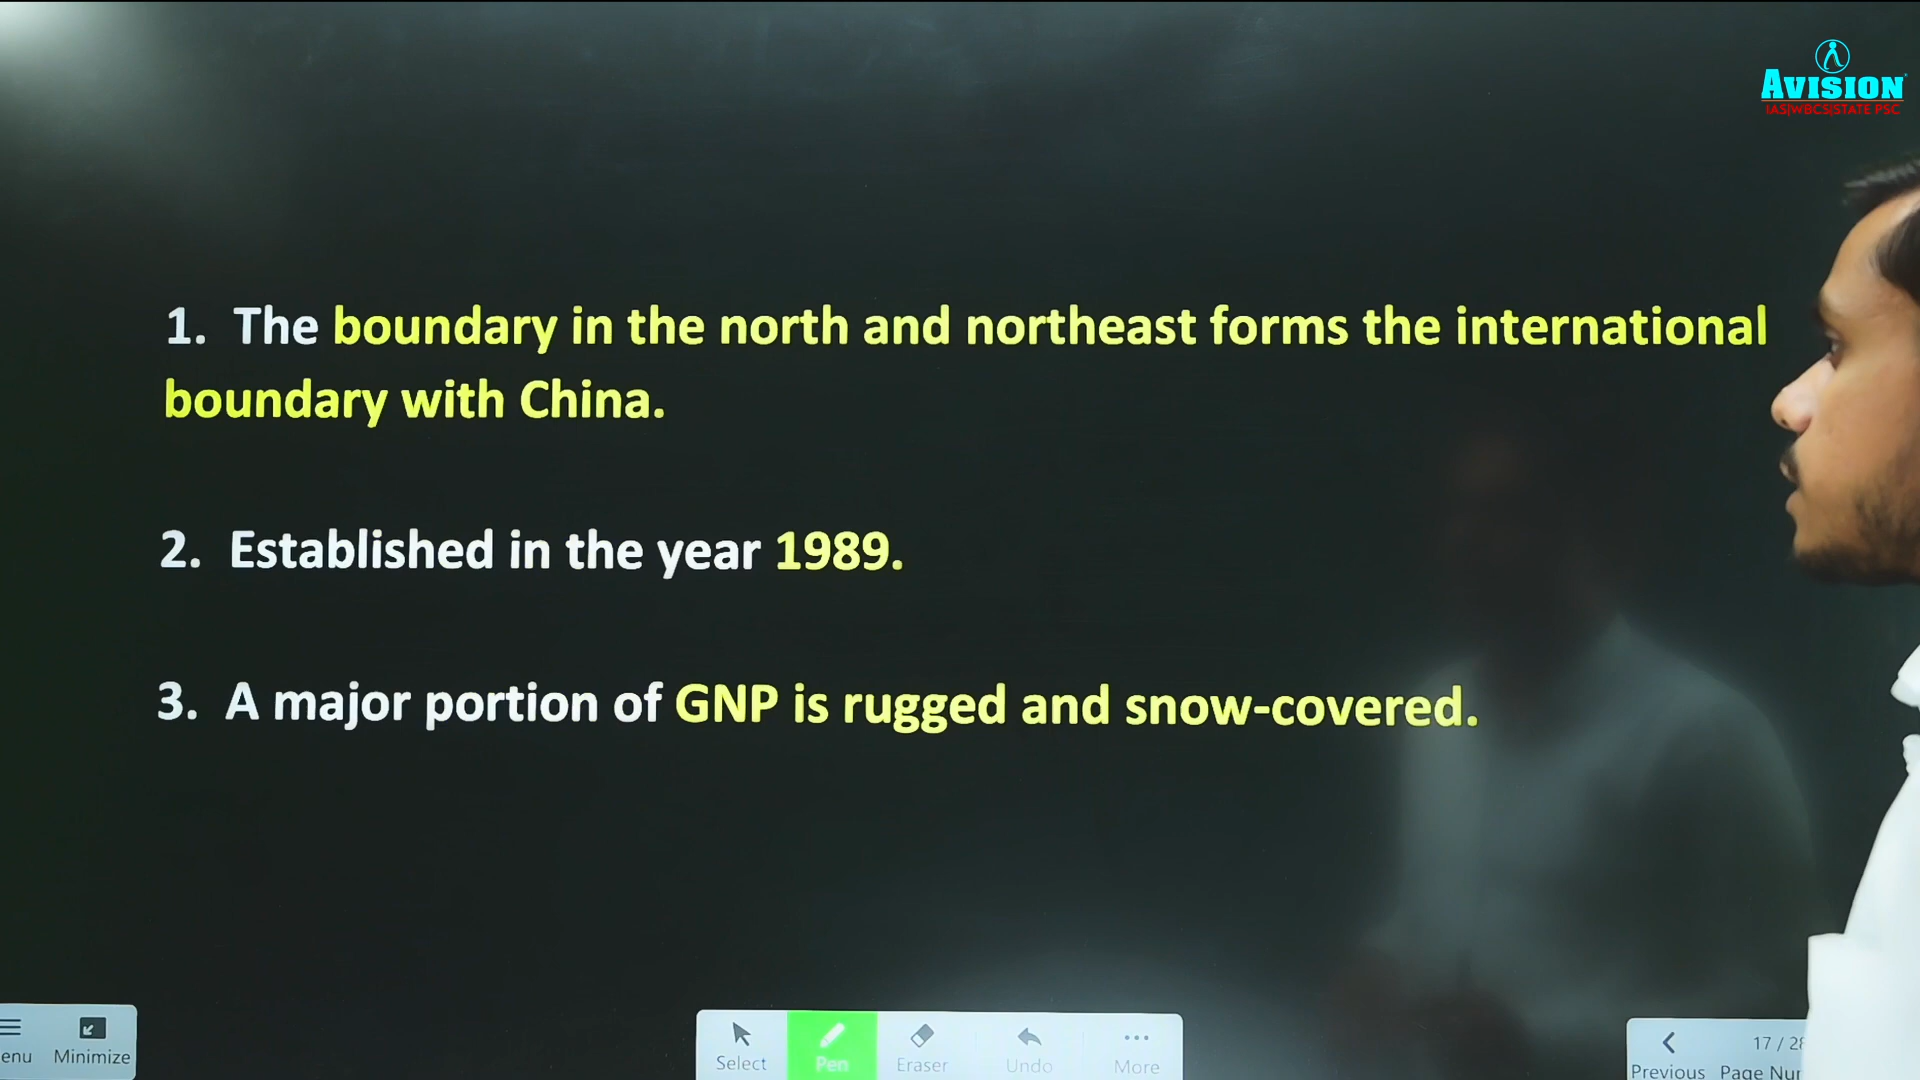 AVISION
IAS|WBCS|STATE PSC
1. The boundary in the north and northeast forms the international
boundary with China.
2. Established in the year 1989.
3. A major portion of GNP is rugged and snow-covered.
enu Minimize
Select Pen Eraser Undo More
17 / 28
Previous Page Nur